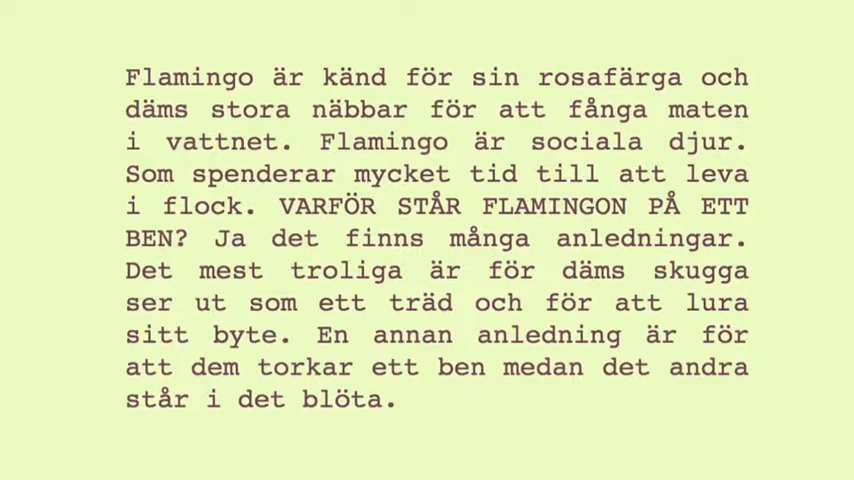 Flamingo är känd för sin rosafärga och
däms stora näbbar för att fånga maten
i vattnet. Flamingo är sociala djur.
Som spenderar mycket tid till att leva
i flock. VARFÖR STÅR FLAMINGON PÅ ETT
BEN? Ja det finns många anledningar.
Det mest troliga är för däms skugga
ser ut som ett träd och för att lura
sitt byte. En annan anledning är för
att dem torkar ett ben medan det andra
står i det blöta.